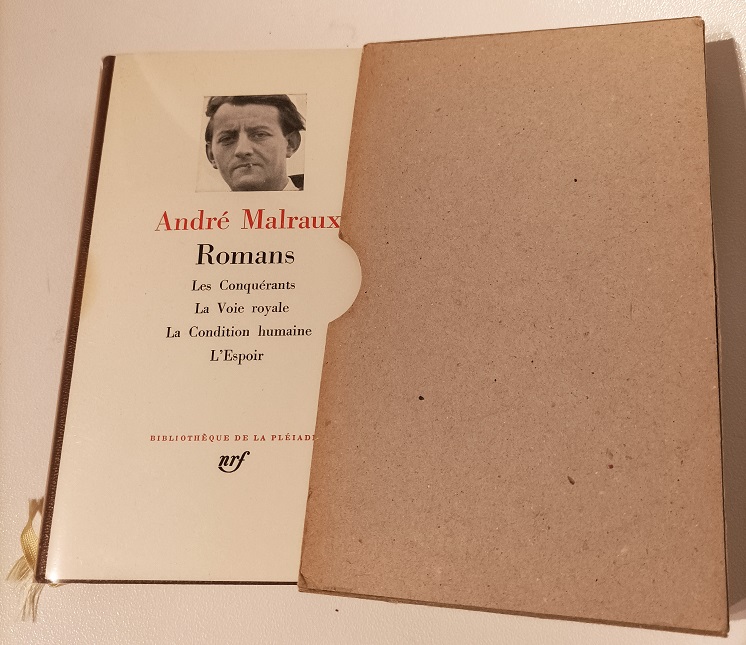 André Malraux
Romans
Les Conquérants
La Voie royale
La Condition humaine
L'Espoir
BIBLIOTHÈQUE DE LA PLÉIADE
nrf